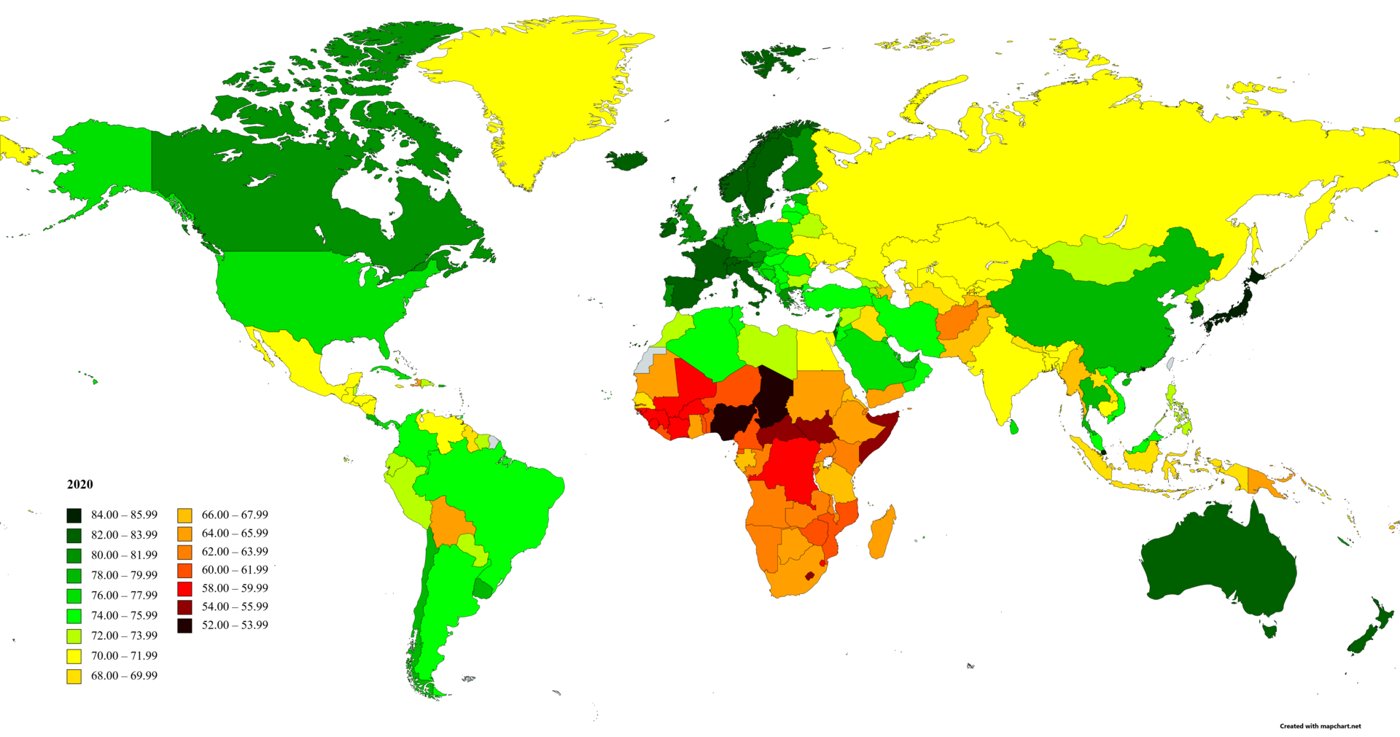 2020
84.00 – 85.99
82.00 – 83.99
80.00 – 81.99
78.00 – 79.99
76.00 – 77.99
74.00 – 75.99
72.00 – 73.99
70.00 – 71.99
68.00 – 69.99
66.00 – 67.99
64.00 – 65.99
62.00 – 63.99
60.00 – 61.99
58.00 – 59.99
54.00 – 55.99
52.00 – 53.99
Created with mapchart.net